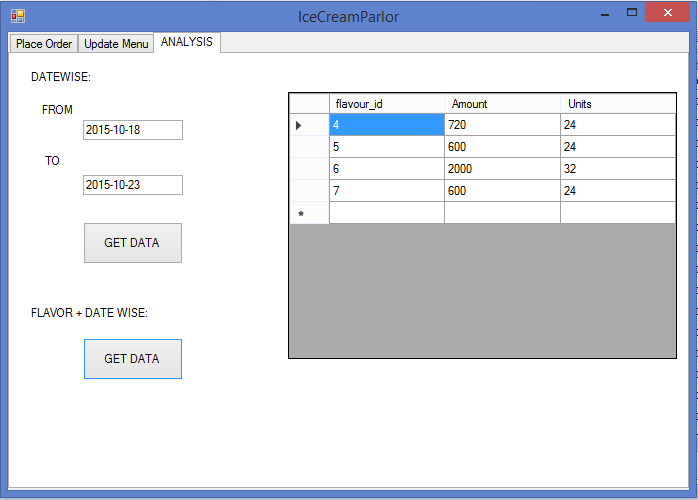 IceCreamParlor
Place Order Update Menu ANALYSIS
DATEWISE:
FROM
2015-10-18
TO
2015-10-23
GET DATA
FLAVOR + DATE WISE:
GET DATA
flavour_id Amount Units
4 720 24
5 600 24
6 2000 32
7 600 24
*